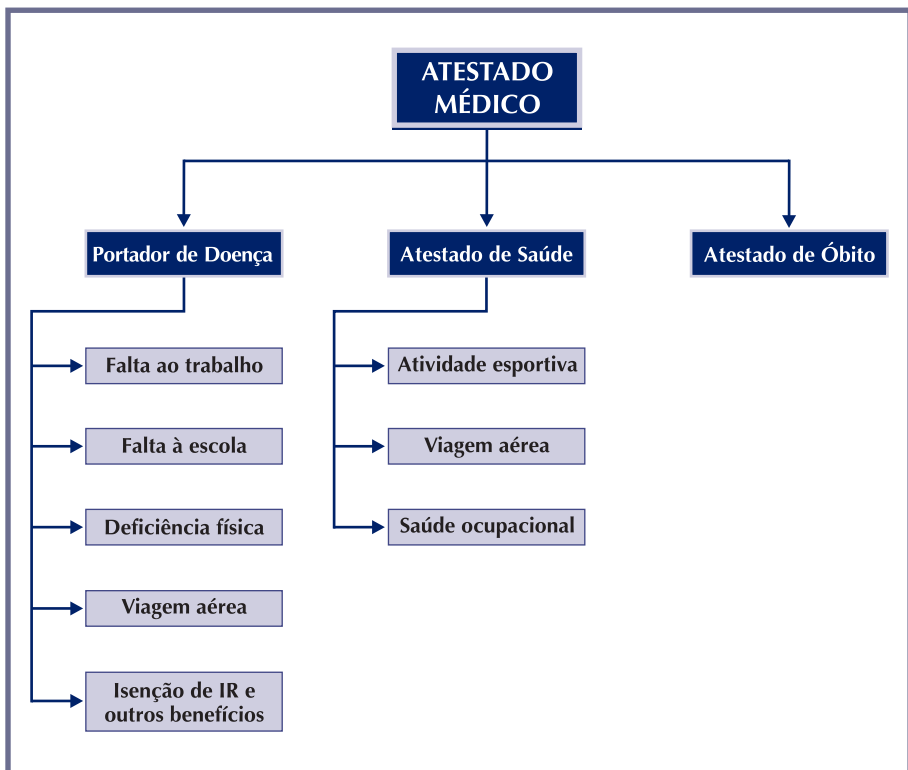 ATESTADO
MÉDICO
Portador de Doença
Atestado de Saúde
Atestado de Óbito
Falta ao trabalho
Falta à escola
Deficiência física
Viagem aérea
Isenção de IR e
outros benefícios
Atividade esportiva
Viagem aérea
Saúde ocupacional